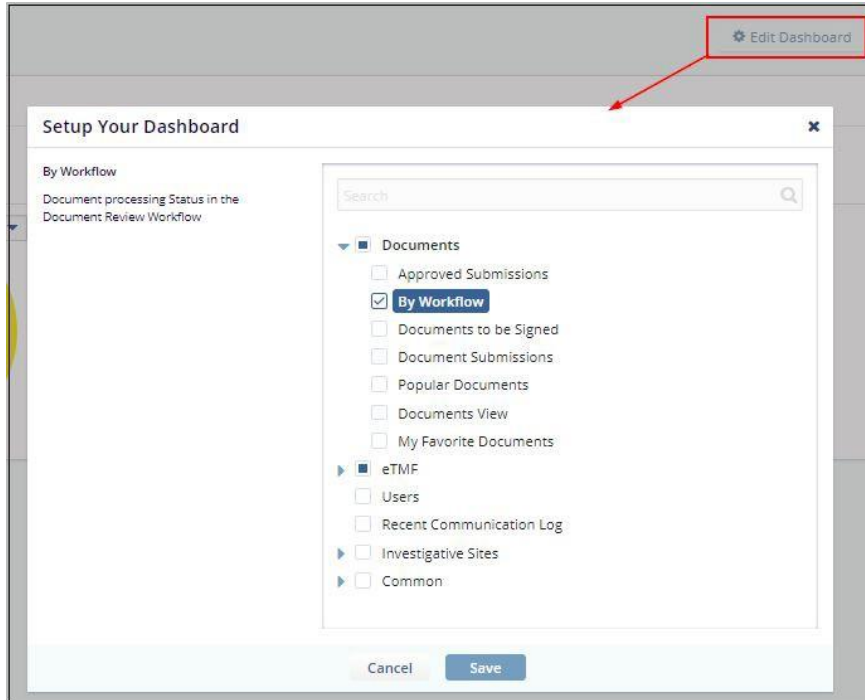 Edit Dashboard
Setup Your Dashboard
By Workflow
Document processing Status in the
Document Review Workflow
Search
Documents
Approved Submissions
By Workflow
Documents to be Signed
Document Submissions
Popular Documents
Documents View
My Favorite Documents
eTMF
Users
Recent Communication Log
Investigative Sites
Common
Cancel
Save